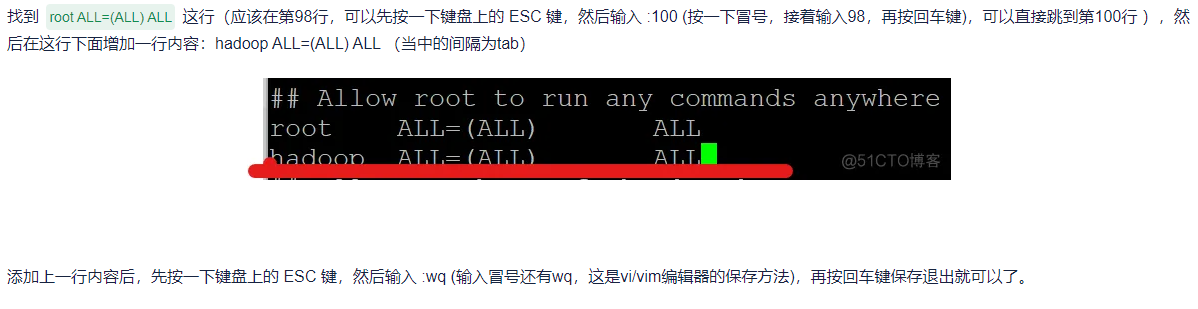 找到 root ALL=(ALL) ALL 这行（应该在第98行，可以先按一下键盘上的 ESC 键，然后输入 :100 (按一下冒号，接着输入98，再按回车键)，可以直接跳到第100行 ），然
后在这行下面增加一行内容：hadoop ALL=(ALL) ALL （当中的间隔为tab）
## Allow root to run any commands anywhere
root ALL=(ALL) ALL
hadoop ALL=(ALL) ALL
@51CTO博客
添加上一行内容后，先按一下键盘上的 ESC 键，然后输入 :wq (输入冒号还有wq，这是vi/vim编辑器的保存方法)，再按回车键保存退出就可以了。